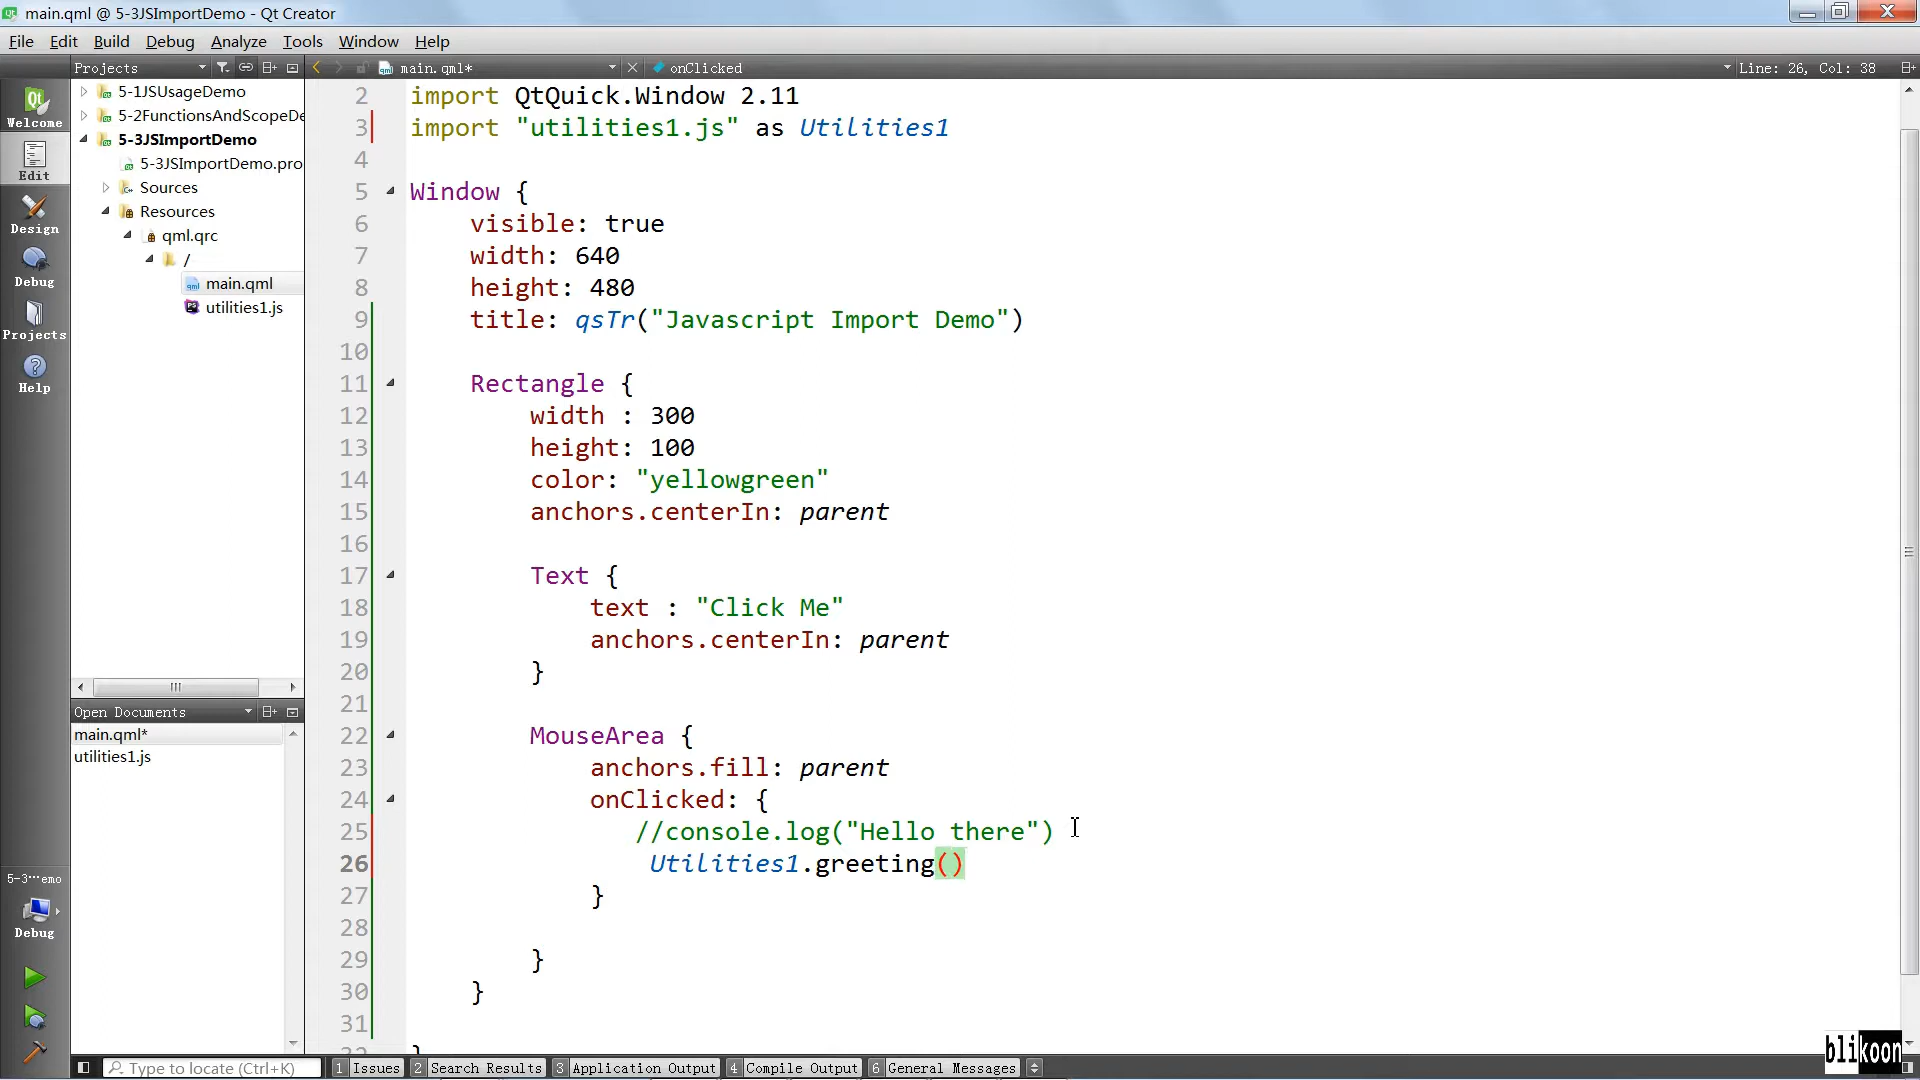 main.qml @ 5-3JSImportDemo - Qt Creator
File Edit Build Debug Analyze Tools Window Help
Projects main.qml* onClicked Line: 26, Col: 38
5-1JSUsageDemo
5-2FunctionsAndScopeDe
5-3JSImportDemo
5-3JSImportDemo.pro
Sources
Resources
qml.qrc
/
main.qml
utilities1.js
Welcome
Edit
Design
Debug
Projects
Help
Open Documents
main.qml*
utilities1.js
5-3···emo
Debug
2 import QtQuick.Window 2.11
3 import "utilities1.js" as Utilities1
4
5 Window {
6 visible: true
7 width: 640
8 height: 480
9 title: qsTr("Javascript Import Demo")
10
11 Rectangle {
12 width : 300
13 height: 100
14 color: "yellowgreen"
15 anchors.centerIn: parent
16
17 Text {
18 text : "Click Me"
19 anchors.centerIn: parent
20 }
21
22 MouseArea {
23 anchors.fill: parent
24 onClicked: {
25 //console.log("Hello there")
26 Utilities1.greeting()
27 }
28
29 }
30 }
31
32 }
Type to locate (Ctrl+K) 1 Issues 2 Search Results 3 Application Output 4 Compile Output 6 General Messages
blikoon